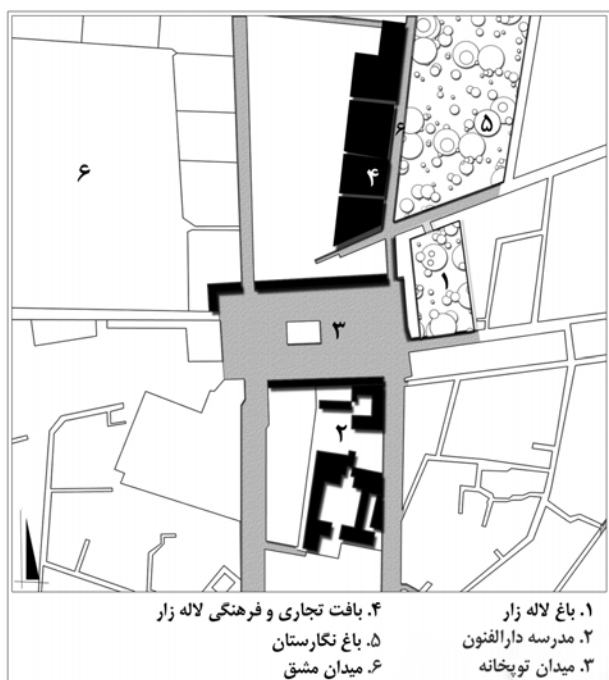 ۵
۶
۶
۴
۱
۳
۲
۱. باغ لاله زار
۲. مدرسه دارالفنون
۳. میدان توپخانه
۴. بافت تجاری و فرهنگی لاله زار
۵. باغ نگارستان
۶. میدان مشق